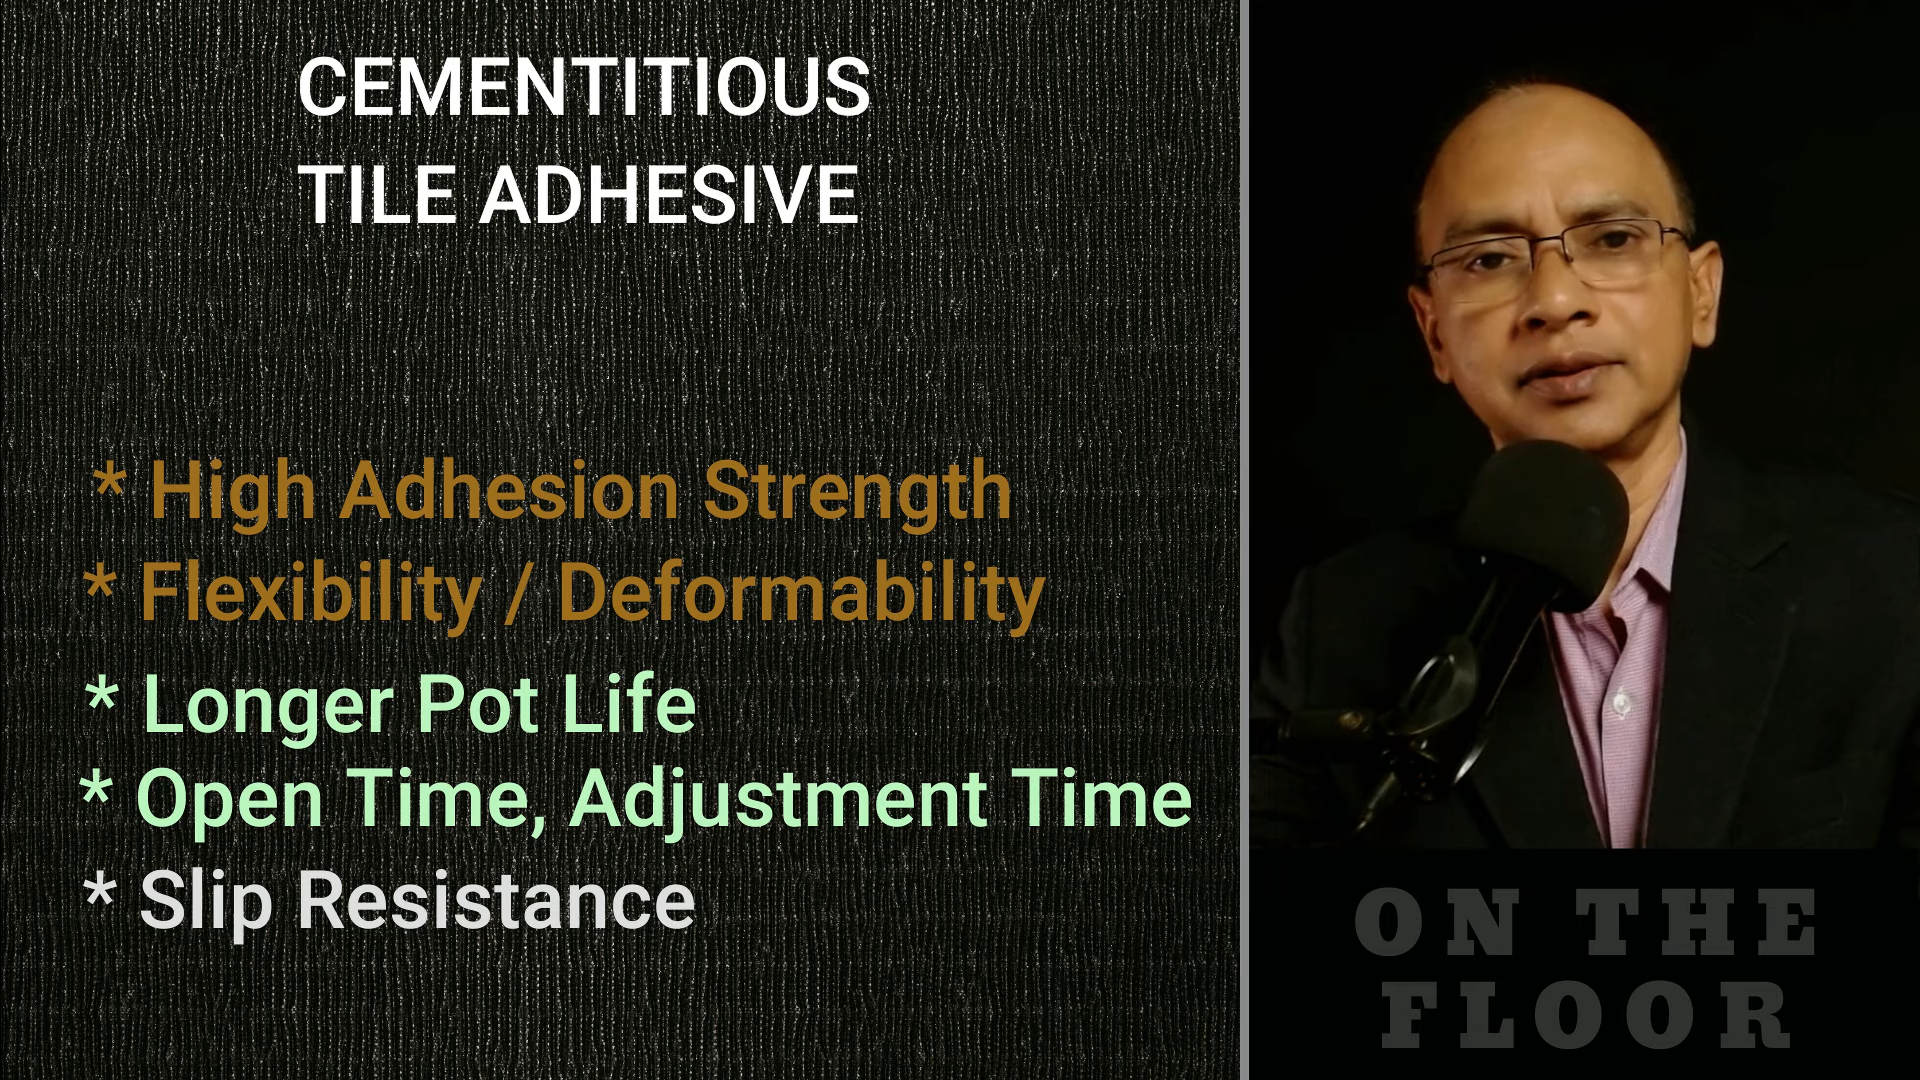 CEMENTITIOUS
TILE ADHESIVE
* High Adhesion Strength
* Flexibility / Deformability
* Longer Pot Life
* Open Time, Adjustment Time
* Slip Resistance
ON THE
FLOOR